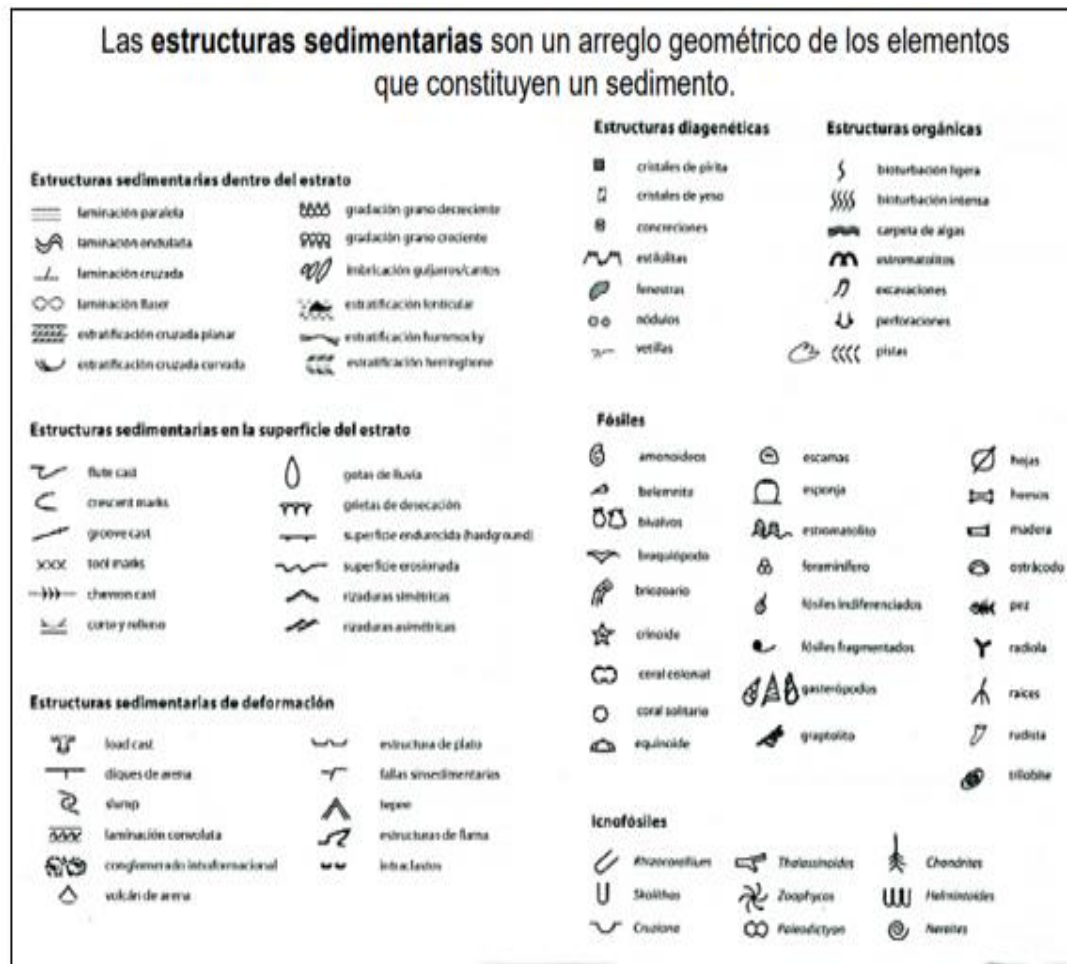 Las estructuras sedimentarias son un arreglo geométrico de los elementos
que constituyen un sedimento.
Estructuras sedimentarias dentro del estrato
laminación paralela
laminación ondulada
laminación cruzada
laminación flaser
estratificación cruzada planar
estratificación cruzada curvada
gradación grano decreciente
gradación grano creciente
imbricación guijarros/cantos
estratificación lenticular
estratificación hummocky
estratificación herringbone
Estructuras sedimentarias en la superficie del estrato
flute cast
crescent marks
groove cast
tool marks
chevron cast
corte y relleno
gotas de lluvia
grietas de desecación
superficie endurecida (hardground)
superficie erosionada
rizaduras simétricas
rizaduras asimétricas
Estructuras sedimentarias de deformación
load cast
diques de arena
slump
laminación convoluta
conglomerado intraformacional
vulcán de arena
estructura de plato
fallas sinsedimentarias
tepee
estructuras de flama
intraclastos
Estructuras diagenéticas
cristales de pirita
cristales de yeso
concreciones
estilolitas
fenestras
nódulos
vetillas
Estructuras orgánicas
bioturbación ligera
bioturbación intensa
carpeta de algas
estromatolitos
excavaciones
perforaciones
pistas
Fósiles
amonoideos
belemnita
bivalvos
braquiópodo
briozoario
crinoide
coral colonial
coral solitario
equinoide
escamas
esponja
estromatolito
foraminífero
fósiles indiferenciados
fósiles fragmentados
gasterópodos
graptolito
hojas
huesos
madera
ostrácodo
pez
radiola
raíces
rudista
trilobite
Icnofósiles
Rhizocorallium
Skolithos
Cruziana
Thalassinoides
Zoophycos
Paleodictyon
Chondrites
Helmintoides
Nereites